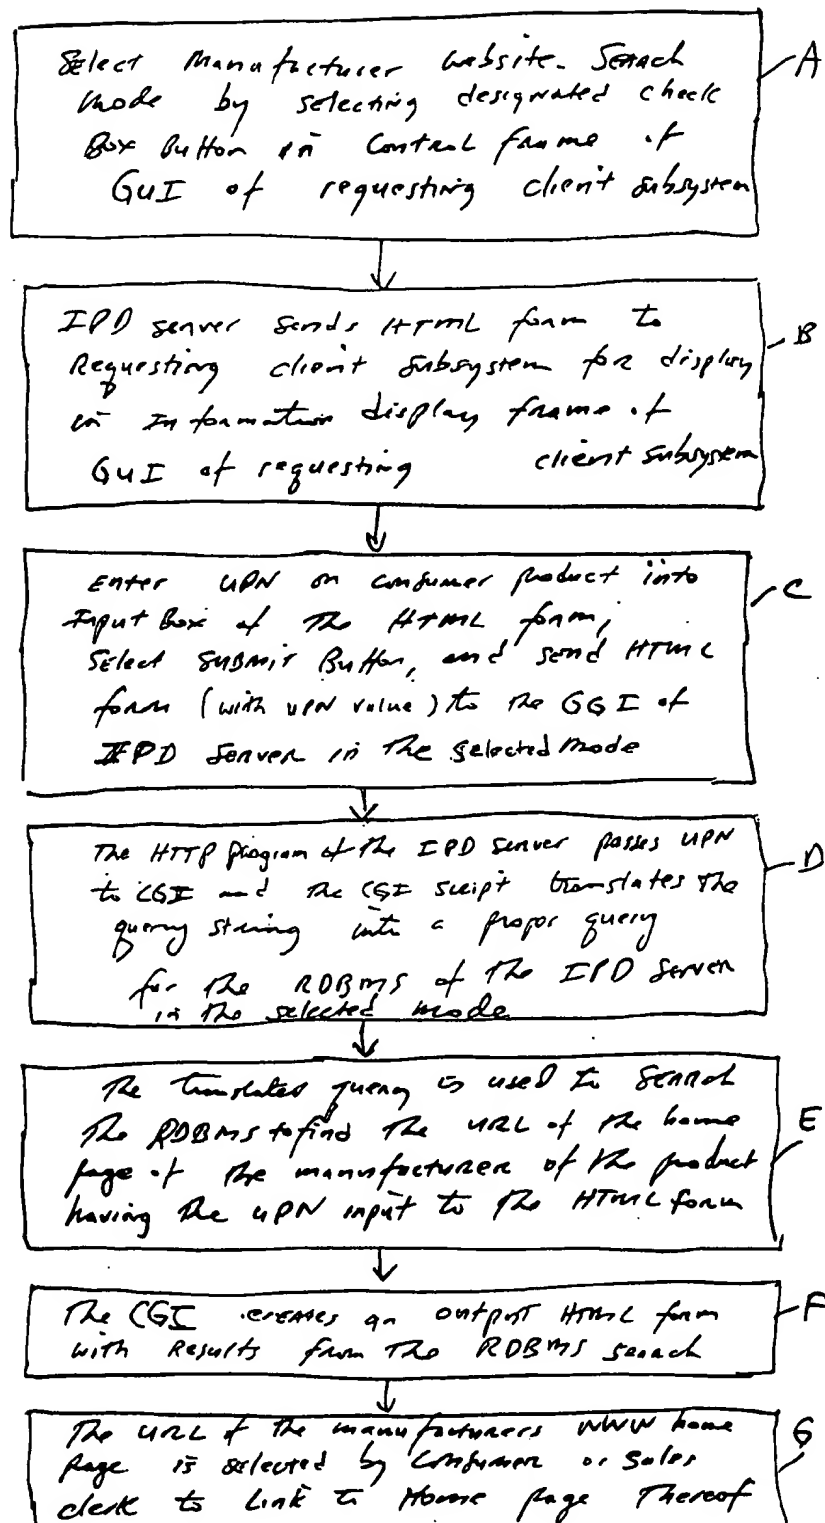 Select Manufacturer Website. Search
Mode by selecting designated check
Box Button in Control frame of
GUI of requesting client subsystem
A
IPD server sends HTML form to
Requesting client subsystem for display
in Information display frame of
GUI of requesting client subsystem
B
Enter UPN on consumer product into
Input Box of the HTML form,
Select SUBMIT Button, and send HTML
form (with UPN value) to the GGI of
IPD Server in the selected mode
C
The HTTP program of the IPD Server passes UPN
to CGI and the CGI script translates the
query string into a proper query
for the RDBMS of the IPD Server
in the selected mode
D
The translates query is used to Search
The RDBMS to find the URL of the home
page of the manufacturer of the product
having the UPN input to the HTML form
E
The CGI creates an output HTML form
with Results from the RDBMS search
F
The URL of the manufacturers WWW home
Page is selected by Consumer or Sales
clerk to Link to Home page Thereof
G